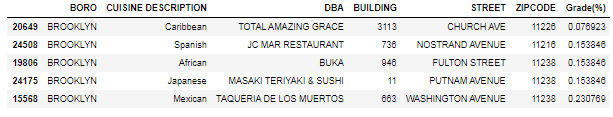 BORO CUISINE DESCRIPTION DBA BUILDING STREET ZIPCODE Grade(%)
20649 BROOKLYN Caribbean TOTAL AMAZING GRACE 3113 CHURCH AVE 11226 0.076923
24508 BROOKLYN Spanish JC MAR RESTAURANT 736 NOSTRAND AVENUE 11216 0.153846
19806 BROOKLYN African BUKA 946 FULTON STREET 11238 0.153846
24175 BROOKLYN Japanese MASAKI TERIYAKI & SUSHI 11 PUTNAM AVENUE 11238 0.153846
15568 BROOKLYN Mexican TAQUERIA DE LOS MUERTOS 663 WASHINGTON AVENUE 11238 0.230769